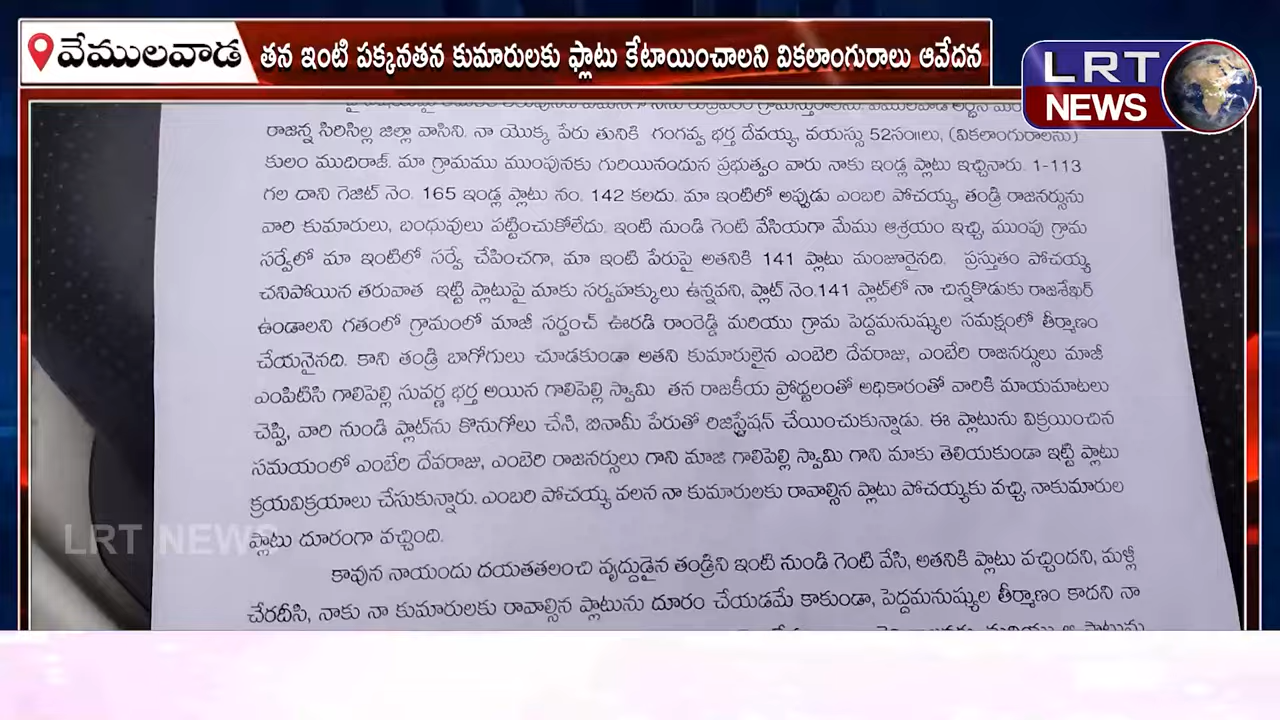 వేములవాడ
తన ఇంటి పక్కనతన కుమారులకు ఫ్లాటు కేటాయించాలని వికలాంగురాలు ఆవేదన
LRT
NEWS
రాజన్న సిలిసిల్ల జిల్లా వాసిని. నా యొక్క పేరు తునికి గంగవ్వ భర్త దేవయ్య, వయస్సు 52సం॥లు, (వికలాంగురాలను)
కులం ముదిరాజ్. మా గ్రామము ముంపునకు గురియినందున ప్రభుత్వం వారు నాకు ఇండ్ల ప్లాటు ఇచ్చినారు. 1-113
గల దాని గెజిట్ నెం. 165 ఇండ్ల ప్లాటు నం. 142 కలదు. మా ఇంటిలో అప్పుడు ఎంబరి పోచయ్య, తండ్రి రాజనర్సును
వారి కుమారులు, బంధువులు పట్టించుకోలేదు. ఇంటి నుండి గెంటి వేసియగా మేము ఆశ్రయం ఇచ్చి, ముంపు గ్రామ
సర్వేలో మా ఇంటిలో సర్వే చేపించగా, మా ఇంటి పేరుపై అతనికి 141 ప్లాటు మంజూరైనది. ప్రస్తుతం పోచయ్య
చనిపోయిన తరువాత ఇట్టి ప్లాటుపై మాకు సర్వహక్కులు ఉన్నవని, ప్లాట్ నెం.141 ప్లాట్‌లో నా చిన్నకొడుకు రాజశేఖర్
ఉండాలని గతంలో గ్రామంలో మాజీ సర్పంచ్ ఊరడి రాంరెడ్డి మరియు గ్రామ పెద్దమనుష్యుల సమక్షంలో తీర్మాణం
చేయనైనది. కాని తండ్రి బాగోగులు చూడకుండా అతని కుమార్తులైన ఎంబెరి దేవరాజు, ఎంబేరి రాజనర్సులు మాజీ
ఎంపిటిసి గాలిపెల్లి సువర్ణ భర్త అయిన గాలిపెల్లి స్వామి తన రాజకీయ ప్రోద్భలంతో అధికారంతో వారికి మాయమాటలు
చెప్పి, వారి నుండి ప్లాట్‌ను కొనుగోలు చేసి, బినామీ పేరుతో రిజిస్ట్రేషన్ చేయించుకున్నాడు. ఈ ప్లాటును విక్రయించిన
సమయంలో ఎంబేరి దేవరాజు, ఎంబెరి రాజనర్సులు గాని మాజి గాలిపెల్లి స్వామి గాని మాకు తెలియకుండా ఇట్టి ప్లాటు
క్రయవిక్రయాలు చేసుకున్నారు. ఎంబరి పోచయ్య వలన నా కుమారులకు రావాల్సిన ప్లాటు పోచయ్యకు వచ్చి, నాకుమారుల
ప్లాటు దూరంగా వచ్చింది.
LRT NEWS
కావున నాయందు దయతతలంచి వృద్దుడైన తండ్రిని ఇంటి నుండి గెంటి వేసి, అతనికి ప్లాటు వచ్చిందని, మళ్లీ
చేరదీసి, నాకు నా కుమారులకు రావాల్సిన ప్లాటును దూరం చేయడమే కాకుండా, పెద్దమనుష్యుల తీర్మాణం కాదని నా